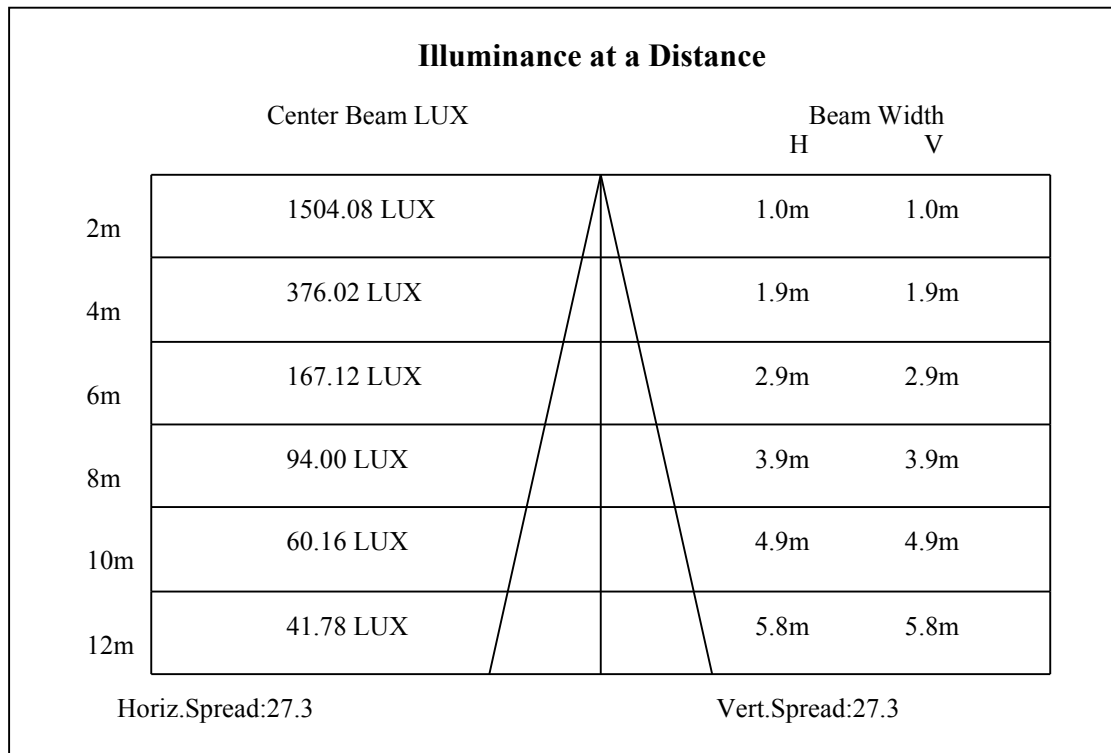 Illuminance at a Distance
Center Beam LUX Beam Width
H V
2m 1504.08 LUX 1.0m 1.0m
4m 376.02 LUX 1.9m 1.9m
6m 167.12 LUX 2.9m 2.9m
8m 94.00 LUX 3.9m 3.9m
10m 60.16 LUX 4.9m 4.9m
12m 41.78 LUX 5.8m 5.8m
Horiz.Spread:27.3 Vert.Spread:27.3